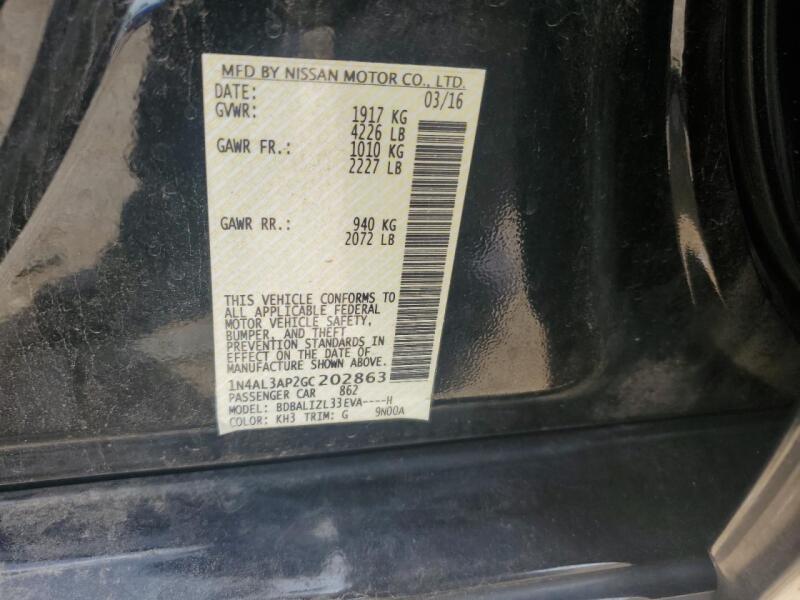 MFD BY NISSAN MOTOR CO., LTD.
DATE: 03/16
GVWR: 1917 KG
4226 LB
GAWR FR.: 1010 KG
2227 LB
GAWR RR.: 940 KG
2072 LB
THIS VEHICLE CONFORMS TO
ALL APPLICABLE FEDERAL
MOTOR VEHICLE SAFETY,
BUMPER, AND THEFT
PREVENTION STANDARDS IN
EFFECT ON THE DATE OF
MANUFACTURE SHOWN ABOVE.
1N4AL3AP2GC202863
PASSENGER CAR 862
MODEL: BDBALIZL33EVA----H
COLOR: KH3 TRIM: G 9N00A